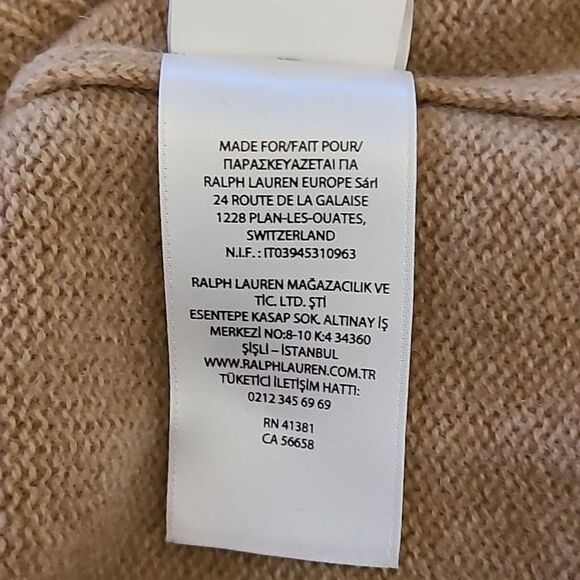 MADE FOR/FAIT POUR/
ΠΑΡΑΣΚΕΥΑΖΕΤΑΙ ΓΙΑ
RALPH LAUREN EUROPE Sárl
24 ROUTE DE LA GALAISE
1228 PLAN-LES-OUATES,
SWITZERLAND
N.I.F. : IT03945310963
RALPH LAUREN MAĞAZACILIK VE
TİC. LTD. ŞTİ
ESENTEPE KASAP SOK. ALTINAY İŞ
MERKEZİ NO:8-10 K:4 34360
ŞİŞLİ – İSTANBUL
WWW.RALPHLAUREN.COM.TR
TÜKETİCİ İLETİŞİM HATTI:
0212 345 69 69
RN 41381
CA 56658